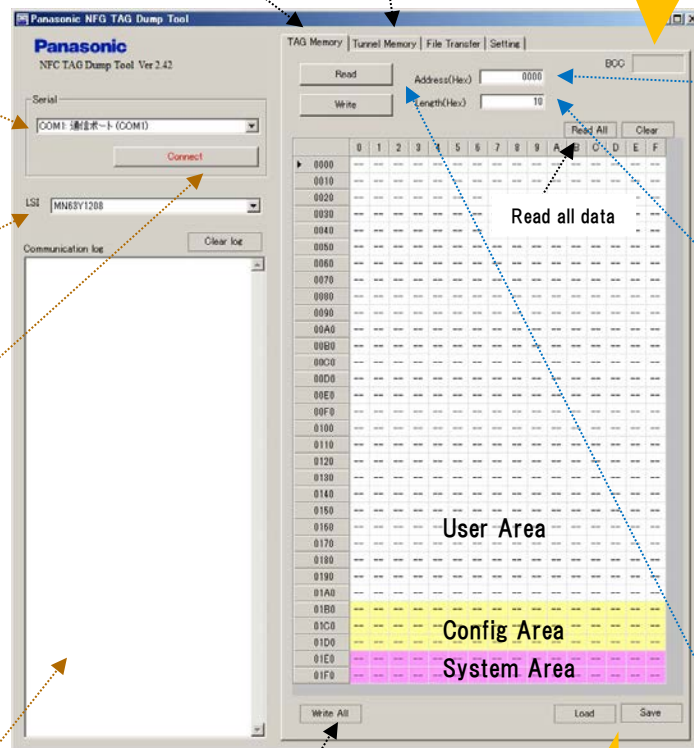 Panasonic NFG TAG Dump Tool
Panasonic
NFC TAG Dump Tool Ver 2.42
Serial
COM1: 通信ポート (COM1)
Connect
LSI MN63Y1208
Communication log
Clear log
TAG Memory Tunnel Memory File Transfer Setting
Read Address(Hex) 0000 BCC
Write Length(Hex) 10
Read All Clear
0 1 2 3 4 5 6 7 8 9 A B C D E F
0000 -- -- -- -- -- -- -- -- -- -- -- -- -- -- -- --
0010 -- -- -- -- -- -- -- -- -- -- -- -- -- -- -- --
0020 -- -- -- -- -- -- -- --
0030 -- -- -- -- -- -- -- -- Read all data --
0040 -- -- -- -- -- -- -- --
0050 -- -- -- -- -- -- -- -- -- -- -- -- -- -- -- --
0060 -- -- -- -- -- -- -- -- -- -- -- -- -- -- -- --
0070 -- -- -- -- -- -- -- -- -- -- -- -- -- -- -- --
0080 -- -- -- -- -- -- -- -- -- -- -- -- -- -- -- --
0090 -- -- -- -- -- -- -- -- -- -- -- -- -- -- -- --
00A0 -- -- -- -- -- -- -- -- -- -- -- -- -- -- -- --
00B0 -- -- -- -- -- -- -- -- -- -- -- -- -- -- -- --
00C0 -- -- -- -- -- -- -- -- -- -- -- -- -- -- -- --
00D0 -- -- -- -- -- -- -- -- -- -- -- -- -- -- -- --
00E0 -- -- -- -- -- -- -- -- -- -- -- -- -- -- -- --
00F0 -- -- -- -- -- -- -- -- -- -- -- -- -- -- -- --
0100 -- -- -- -- -- -- -- -- -- -- -- -- -- -- -- --
0110 -- -- -- -- -- -- -- -- -- -- -- -- -- -- -- --
0120 -- -- -- -- -- -- -- -- -- -- -- -- -- -- -- --
0130 -- -- -- -- -- -- -- -- -- -- -- -- -- -- -- --
0140 -- -- -- -- -- -- -- -- -- -- -- -- -- -- -- --
0150 -- -- -- -- -- -- -- -- -- -- -- -- -- -- -- --
0160 -- -- -- -- User Area -- -- -- -- -- --
0170 -- -- -- -- -- -- -- -- -- -- -- -- -- -- -- --
0180 -- -- -- -- -- -- -- -- -- -- -- -- -- -- -- --
0190 -- -- -- -- -- -- -- -- -- -- -- -- -- -- -- --
01A0 -- -- -- -- -- -- -- -- -- -- -- -- -- -- -- --
01B0 -- -- -- -- -- -- -- -- -- -- -- -- -- -- -- --
01C0 -- -- -- -- Config Area -- -- -- --
01D0 -- -- -- -- -- -- -- -- -- -- -- -- -- -- -- --
01E0 -- -- -- -- System Area -- -- -- --
01F0 -- -- -- -- -- -- -- -- -- -- -- -- -- -- -- --
Write All Load Save